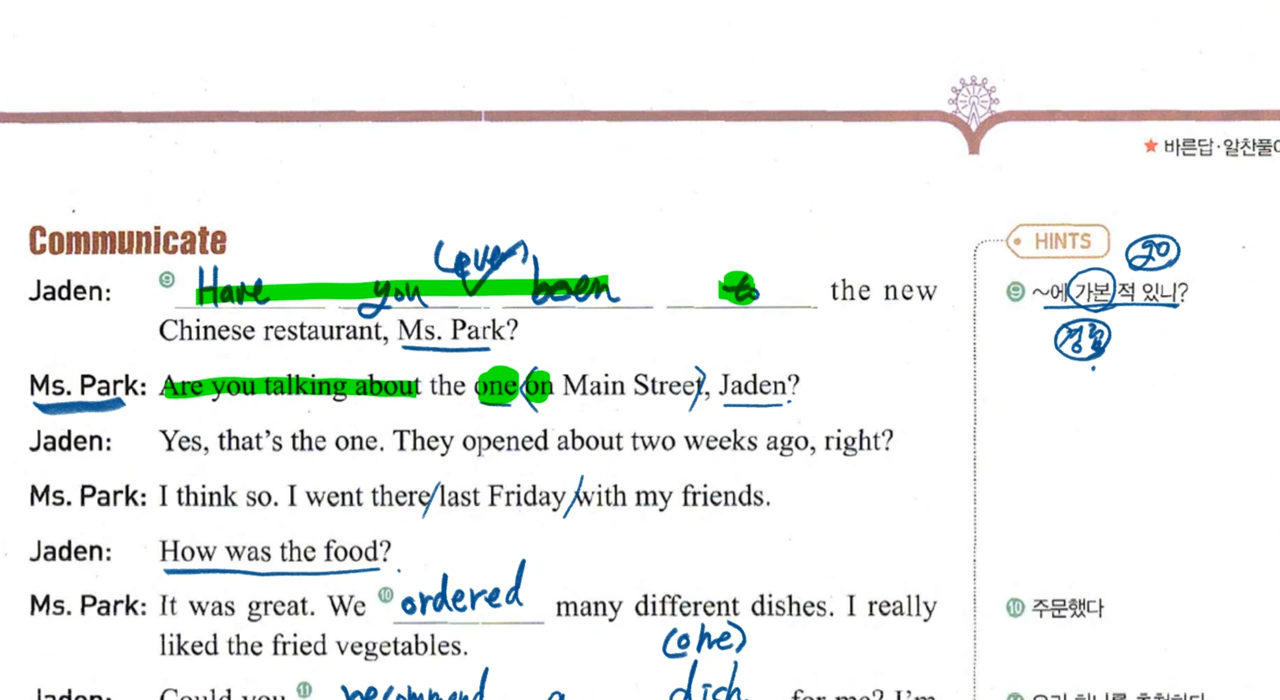 ★ 바른답·알찬풀이
Communicate
HINTS
go
(ever)
Jaden: ⑨ Have you been to the new
⑨ ~에 가본 적 있니?
Chinese restaurant, Ms. Park?
경험
Ms. Park: Are you talking about the one (on Main Street), Jaden?
Jaden: Yes, that's the one. They opened about two weeks ago, right?
Ms. Park: I think so. I went there/last Friday/with my friends.
Jaden: How was the food?
Ms. Park: It was great. We ⑩ ordered many different dishes. I really
⑩ 주문했다
liked the fried vegetables.
(one)
Jaden: Could you ⑪ recommend a dish for me? I'm